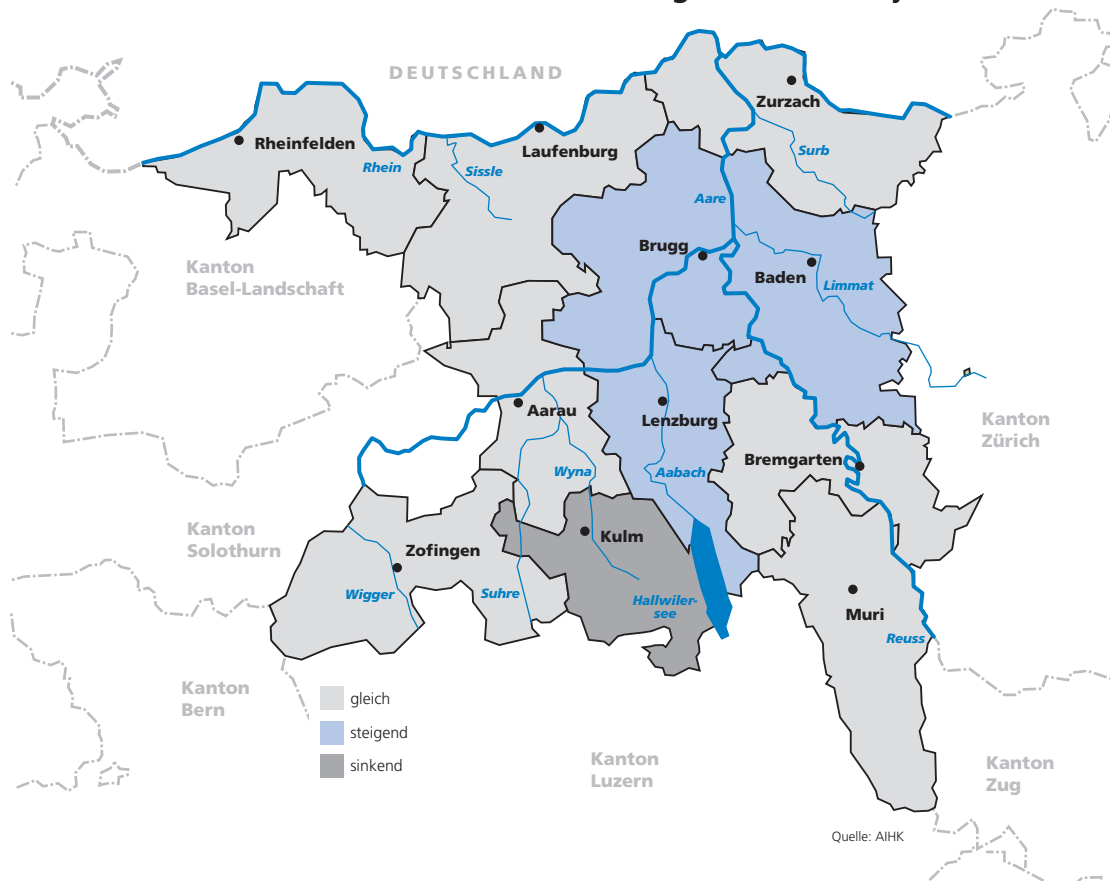 DEUTSCHLAND
Zurzach
Rheinfelden
Laufenburg
Rhein
Sissle
Surb
Aare
Brugg
Baden
Limmat
Kanton
Basel-Landschaft
Aarau
Lenzburg
Kanton
Zürich
Bremgarten
Wyna
Aabach
Kanton
Solothurn
Zofingen
Kulm
Wigger
Suhre
Hallwiler-
see
Muri
Reuss
Kanton
Bern
gleich
steigend
sinkend
Kanton
Luzern
Kanton
Zug
Quelle: AIHK